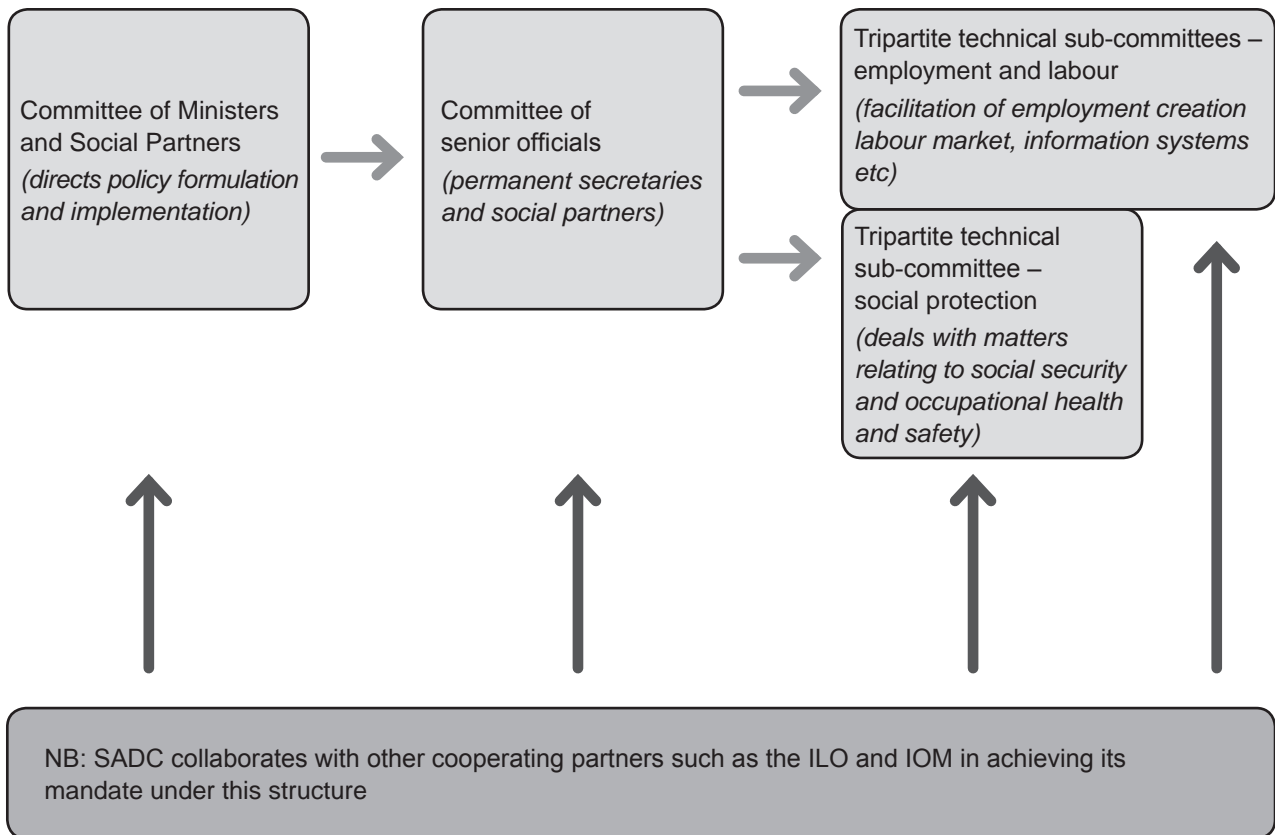 Committee of Ministers
and Social Partners
(directs policy formulation
and implementation)
Committee of
senior officials
(permanent secretaries
and social partners)
Tripartite technical sub-committees –
employment and labour
(facilitation of employment creation
labour market, information systems
etc)
Tripartite technical
sub-committee –
social protection
(deals with matters
relating to social security
and occupational health
and safety)
NB: SADC collaborates with other cooperating partners such as the ILO and IOM in achieving its
mandate under this structure